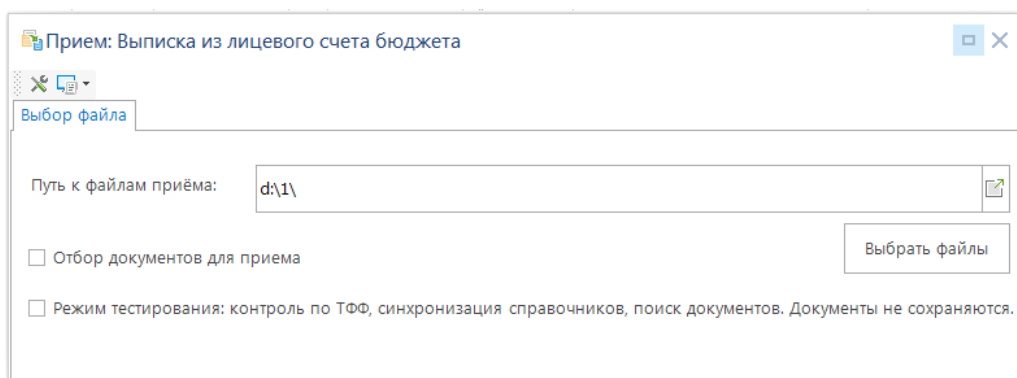 Прием: Выписка из лицевого счета бюджета
Выбор файла
Путь к файлам приёма:
d:\1\
Выбрать файлы
Отбор документов для приема
Режим тестирования: контроль по ТФФ, синхронизация справочников, поиск документов. Документы не сохраняются.